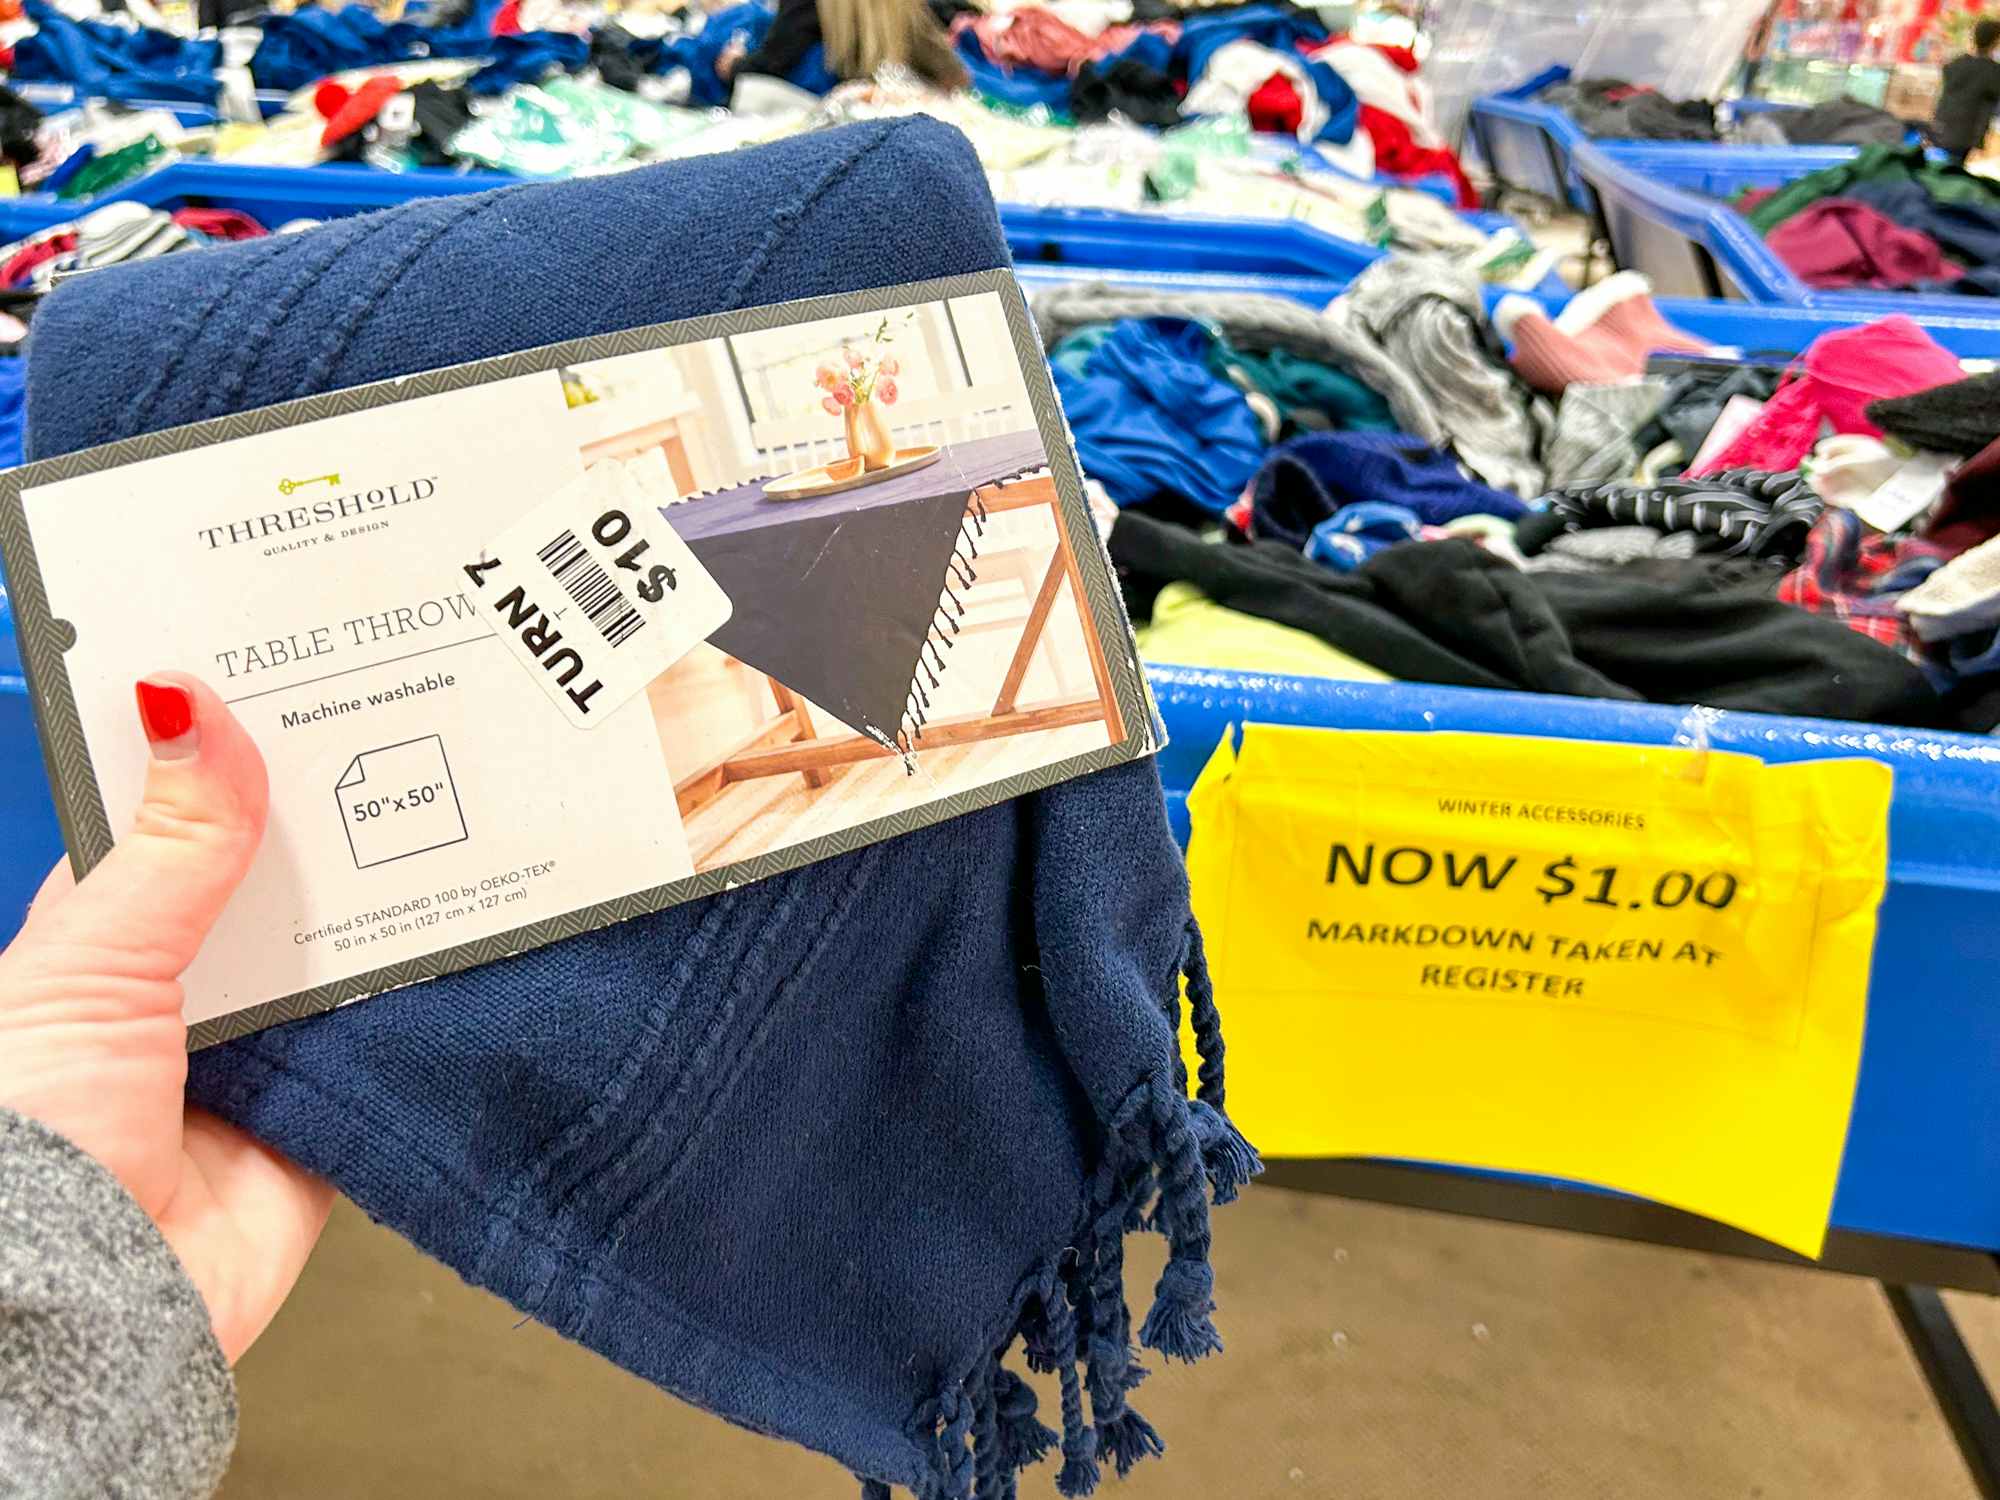 THRESHOLD
QUALITY & DESIGN
TABLE THROW
Machine washable
50"x50"
Certified STANDARD 100 by OEKO-TEX®
50 in x 50 in (127 cm x 127 cm)
TURN 7
T
$10
WINTER ACCESSORIES
NOW $1.00
MARKDOWN TAKEN AT
REGISTER